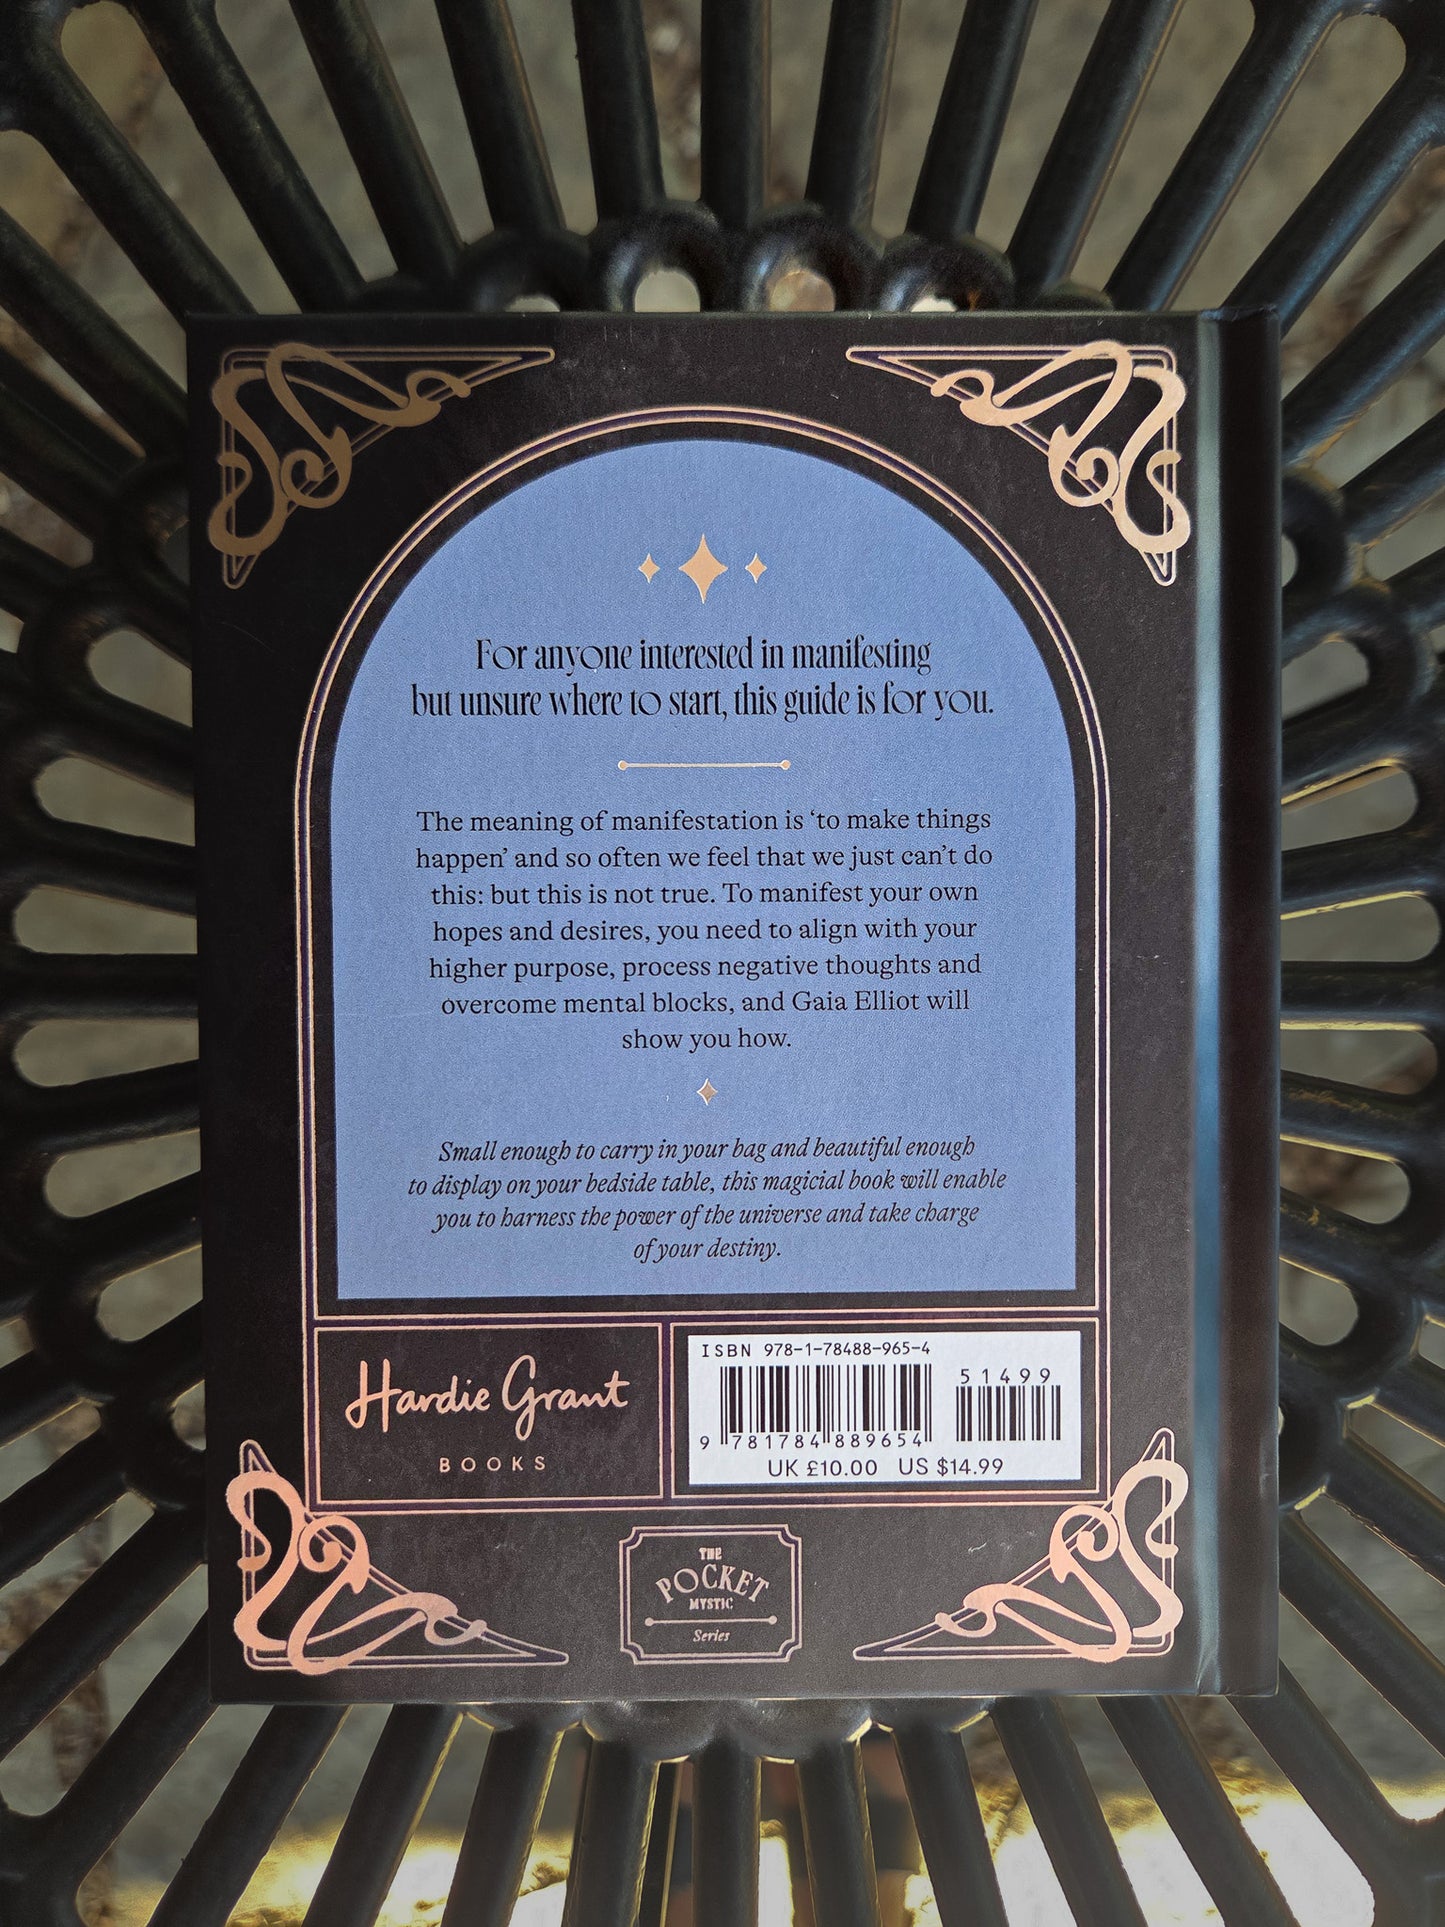 For anyone interested in manifesting
but unsure where to start, this guide is for you.
The meaning of manifestation is ‘to make things
happen’ and so often we feel that we just can’t do
this: but this is not true. To manifest your own
hopes and desires, you need to align with your
higher purpose, process negative thoughts and
overcome mental blocks, and Gaia Elliot will
show you how.
Small enough to carry in your bag and beautiful enough
to display on your bedside table, this magicial book will enable
you to harness the power of the universe and take charge
of your destiny.
Hardie Grant
BOOKS
ISBN 978-1-78488-965-4
51499
9 781784 889654
UK £10.00 US $14.99
THE
POCKET
MYSTIC
Series